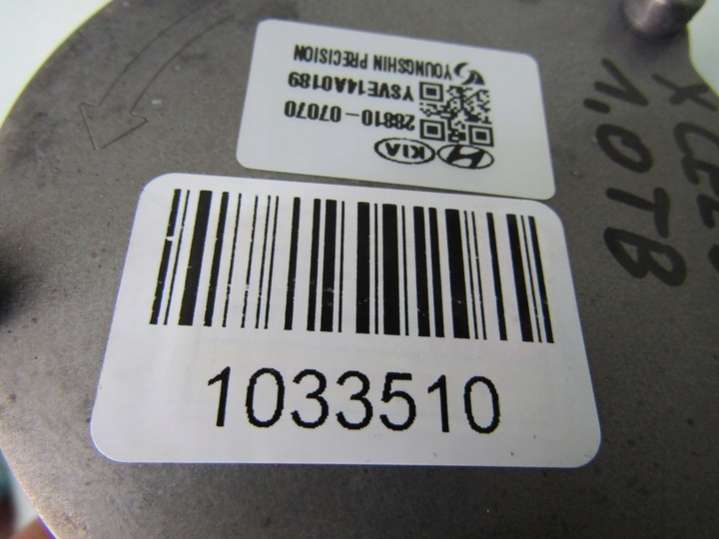 KIA
28810-07070
YSVE14A0189
YOUNGSHIN PRECISION
1033510
X
1,0TB